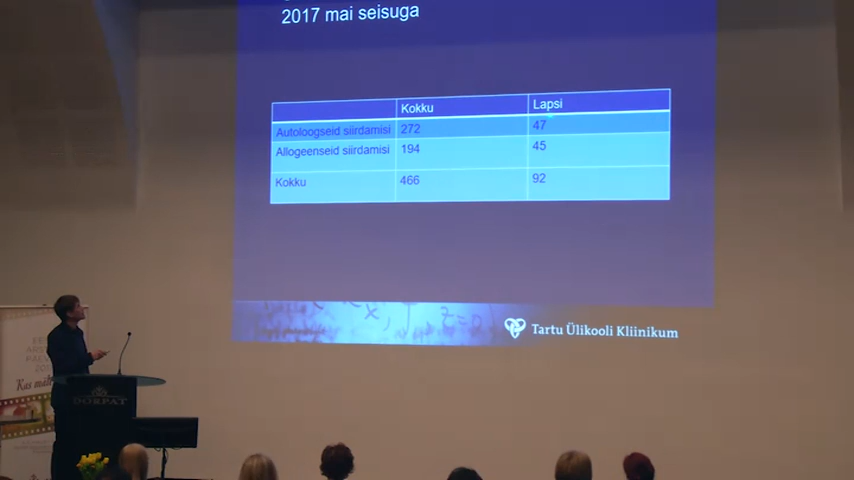 2017 mai seisuga
Kokku Lapsi
Autoloogseid siirdamisi 272 47
Allogeenseid siirdamisi 194 45
Kokku 466 92
Tartu Ülikooli Kliinikum
DORPAT